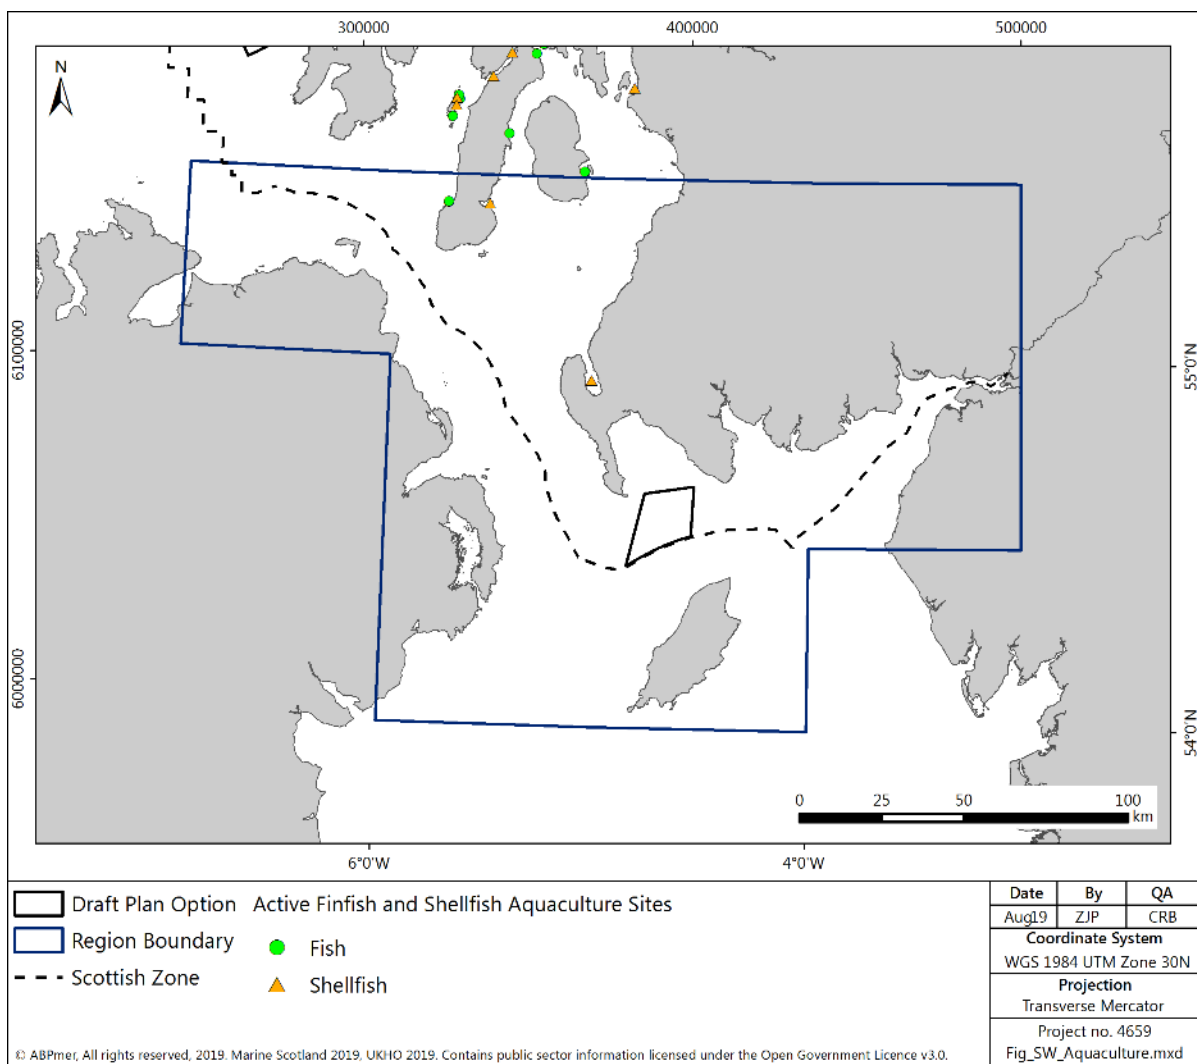 300000 400000 500000
N
6100000
6000000
55°0'N
54°0'N
0 25 50 100
km
6°0'W 4°0'W
Draft Plan Option
Region Boundary
Scottish Zone
Active Finfish and Shellfish Aquaculture Sites
Fish
Shellfish
Date By QA
Aug19 ZJP CRB
Coordinate System
WGS 1984 UTM Zone 30N
Projection
Transverse Mercator
Project no. 4659
Fig_SW_Aquaculture.mxd
© ABPmer, All rights reserved, 2019. Marine Scotland 2019, UKHO 2019. Contains public sector information licensed under the Open Government Licence v3.0.